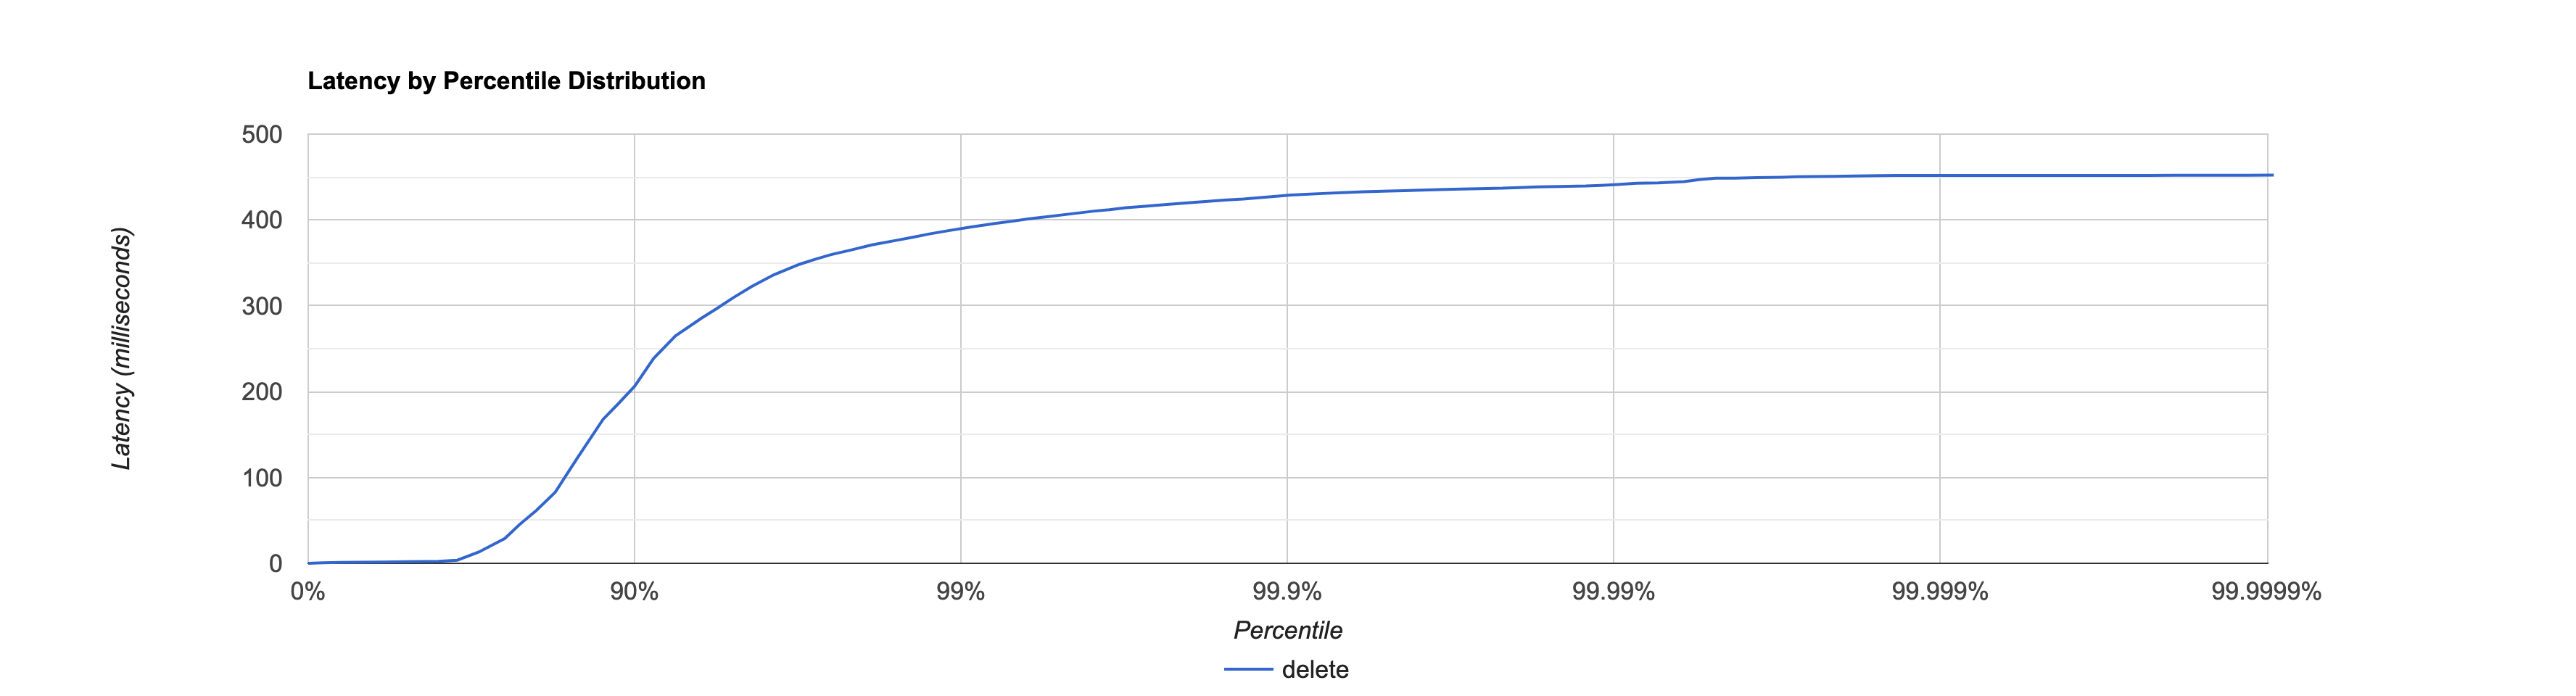 Latency by Percentile Distribution
500
400
300
200
100
0
Latency (milliseconds)
0% 90% 99% 99.9% 99.99% 99.999% 99.9999%
Percentile
delete